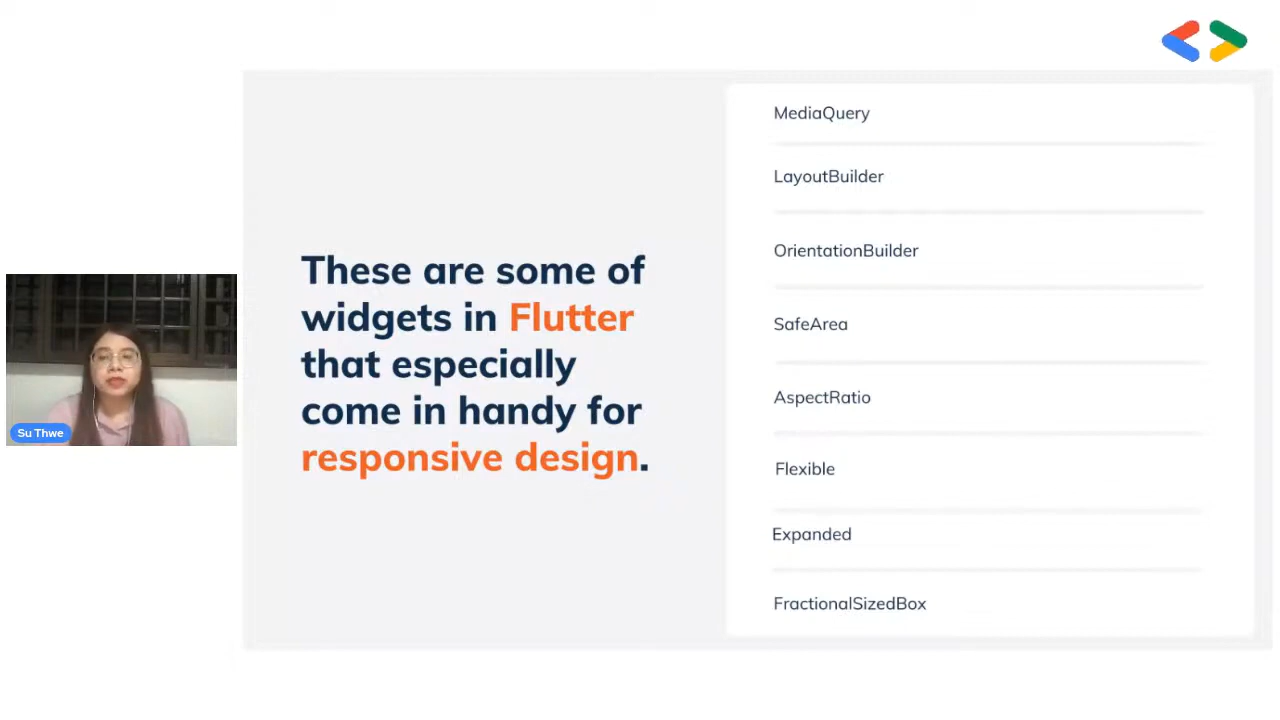 These are some of
widgets in Flutter
that especially
come in handy for
responsive design.
MediaQuery
LayoutBuilder
OrientationBuilder
SafeArea
AspectRatio
Flexible
Expanded
FractionalSizedBox
Su Thwe